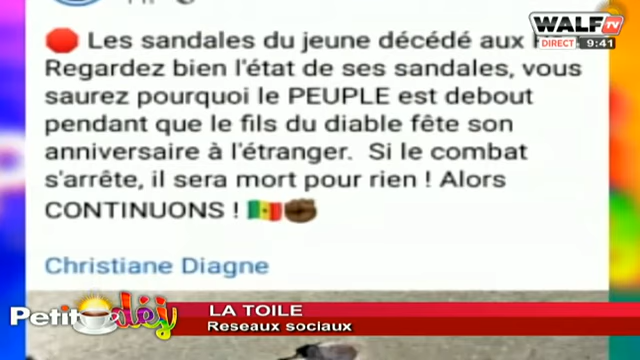 WALF TV
DIRECT 9:41
Les sandales du jeune décédé aux
Regardez bien l'état de ses sandales, vous
saurez pourquoi le PEUPLE est debout
pendant que le fils du diable fête son
anniversaire à l'étranger. Si le combat
s'arrête, il sera mort pour rien ! Alors
CONTINUONS ! 🇸🇳✊🏿
Christiane Diagne
Petit déj
LA TOILE
Reseaux sociaux